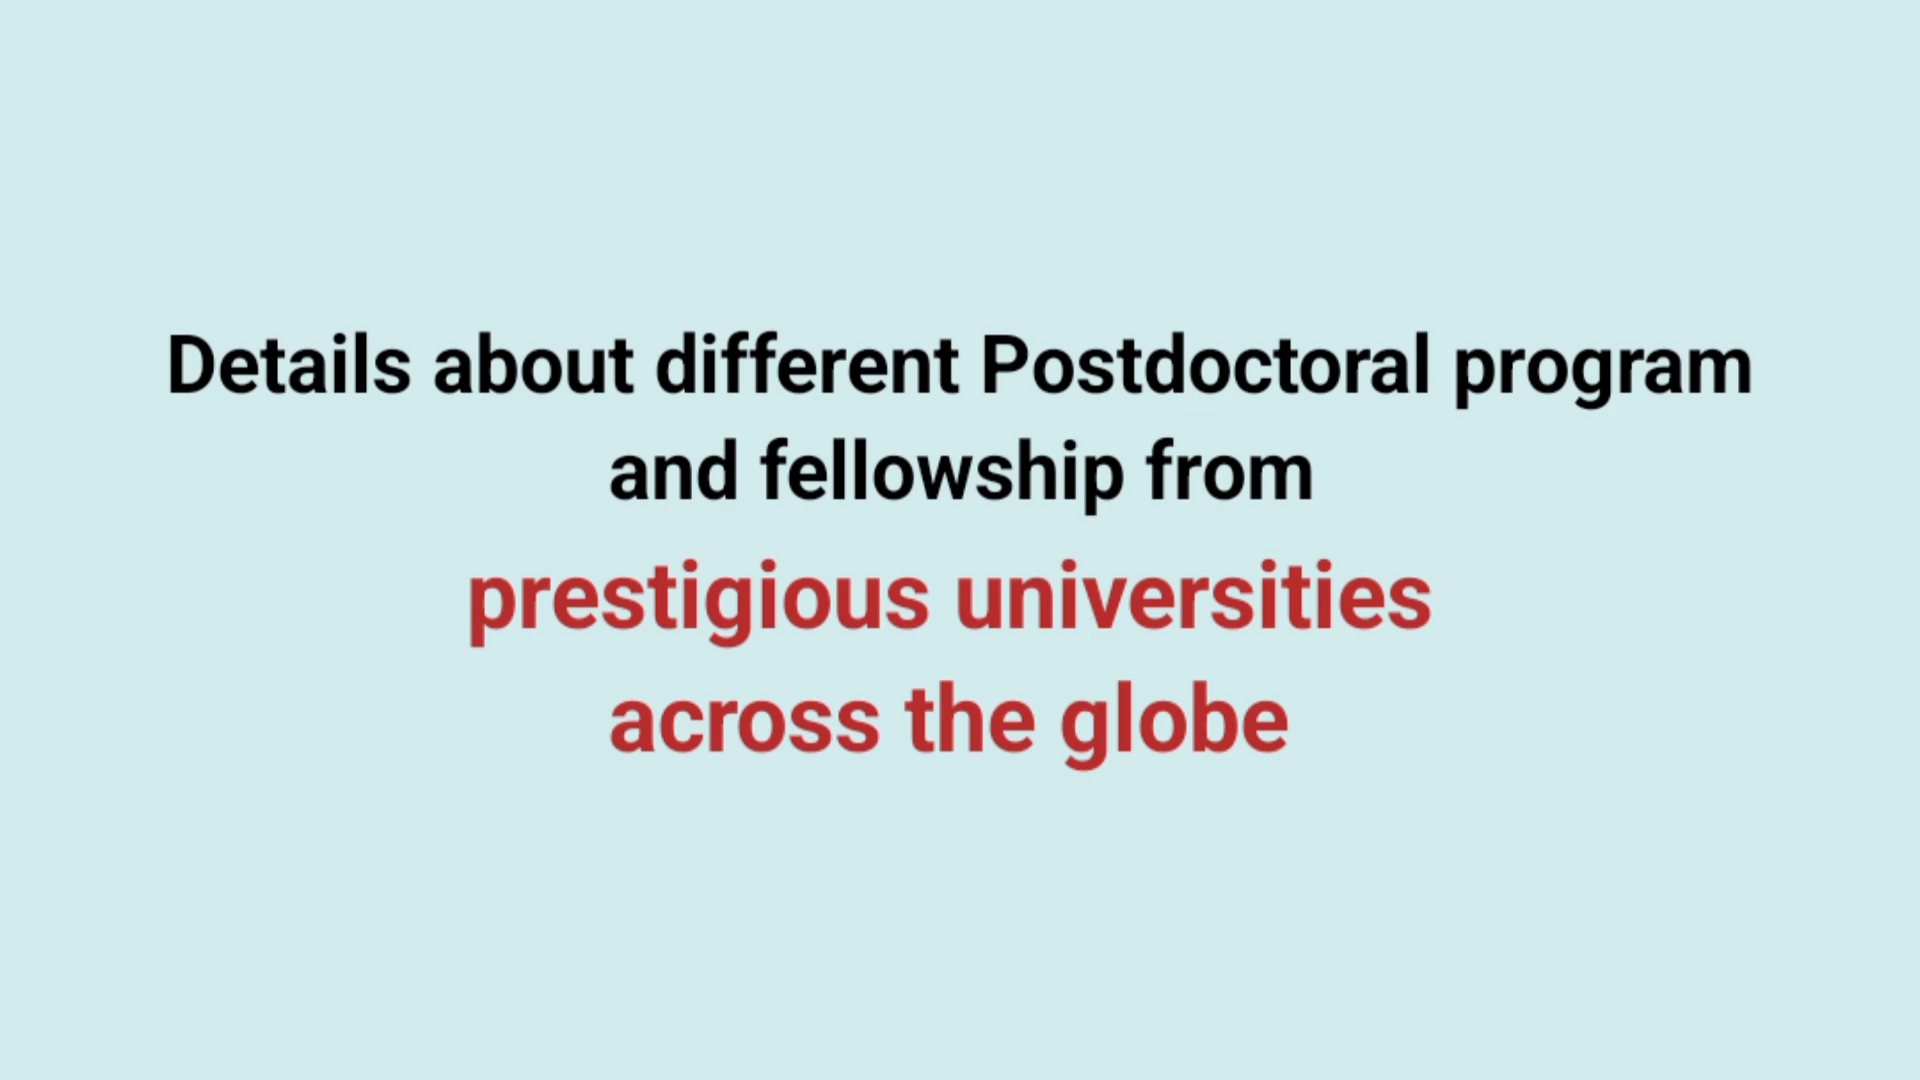 Details about different Postdoctoral program
and fellowship from
prestigious universities
across the globe